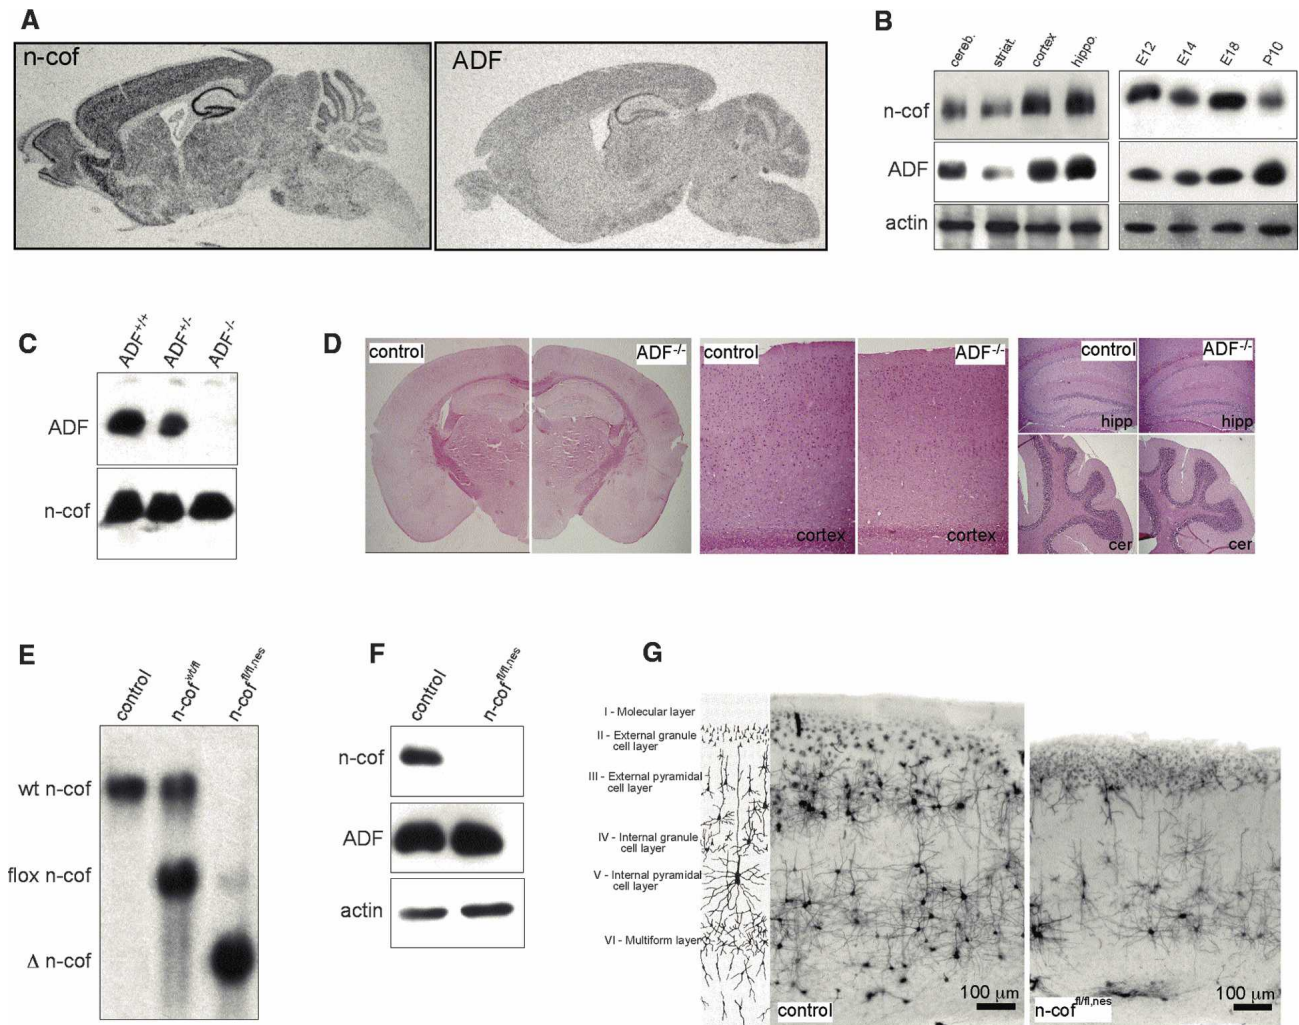 A
n-cof
ADF
B
cereb.
striat.
cortex
hippo.
E12
E14
E18
P10
n-cof
ADF
actin
C
ADF+/+
ADF+/-
ADF-/-
ADF
n-cof
D
control
ADF-/-
control
ADF-/-
cortex
cortex
control
ADF-/-
hipp
hipp
cer
cer
E
control
n-cofwt/fl
n-coffl/fl,nes
wt n-cof
flox n-cof
Δ n-cof
F
control
n-coffl/fl,nes
n-cof
ADF
actin
G
I - Molecular layer
II - External granule
cell layer
III - External pyramidal
cell layer
IV - Internal granule
cell layer
V - Internal pyramidal
cell layer
VI - Multiform layer
control
100 μm
n-coffl/fl,nes
100 μm